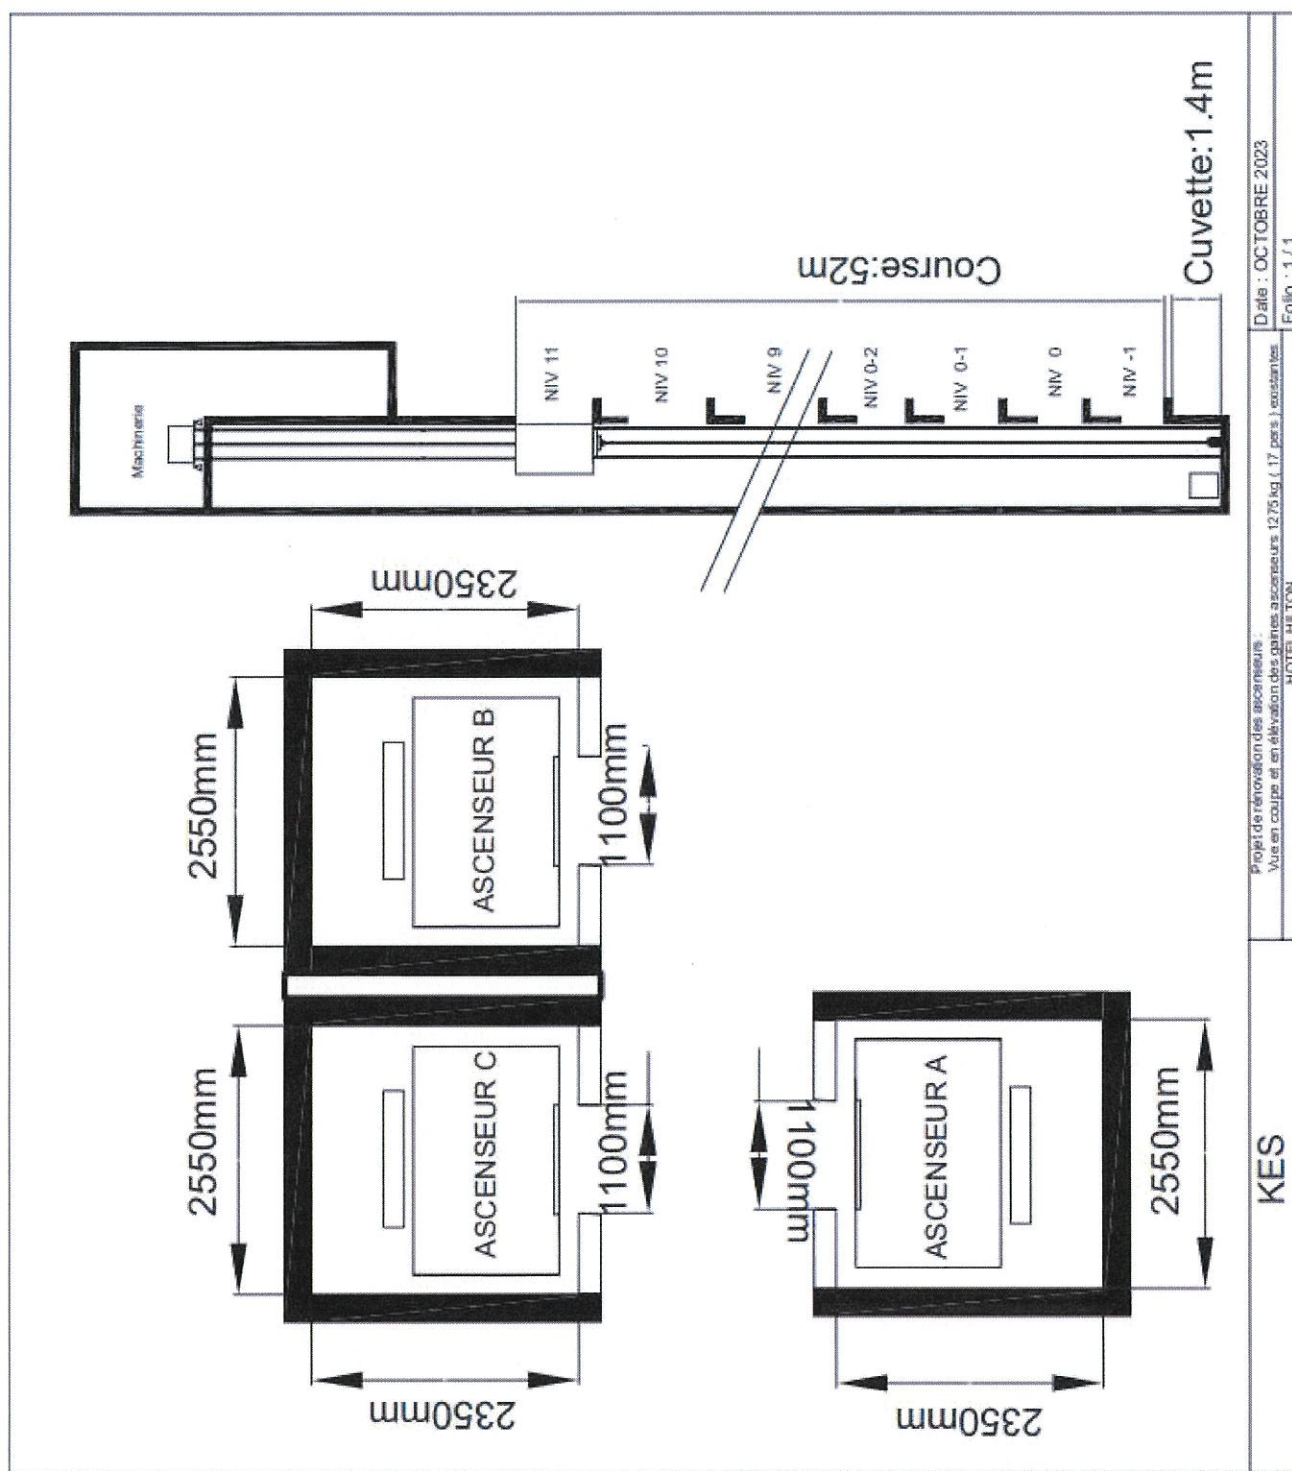 Machinerie
NIV 11
NIV 10
NIV 9
NIV 0-2
NIV 0-1
NIV 0
NIV -1
Course:52m
Cuvette:1.4m
2550mm
2350mm
ASCENSEUR B
1100mm
2550mm
2350mm
ASCENSEUR C
1100mm
1100mm
ASCENSEUR A
2550mm
2350mm
KES
Projet de rénovation des ascenseurs :
Vue en coupe et en élévation des gaines ascenseurs 1275 kg ( 17 pers ) existantes
HOTEL HILTON
Date : OCTOBRE 2023
Folio : 1 / 1